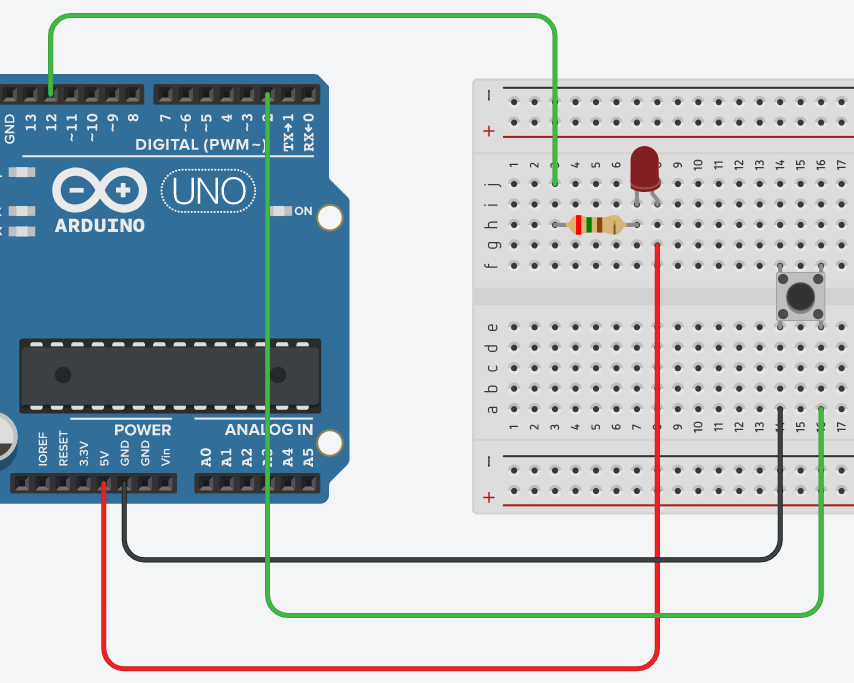 GND 13 12 ~11 ~10 ~9 8 7 ~6 ~5 4 ~3 2 TX→1 RX←0
DIGITAL (PWM ~)
UNO
ARDUINO
ON
POWER
ANALOG IN
IOREF RESET 3.3V 5V GND GND Vin A0 A1 A2 A3 A4 A5
−
+
1 2 3 4 5 6 8 9 10 11 12 13 14 15 16 17
j
i
h
g
f
e
d
c
b
a
1 2 3 4 5 6 7 8 9 10 11 12 13 14 15 16 17
−
+